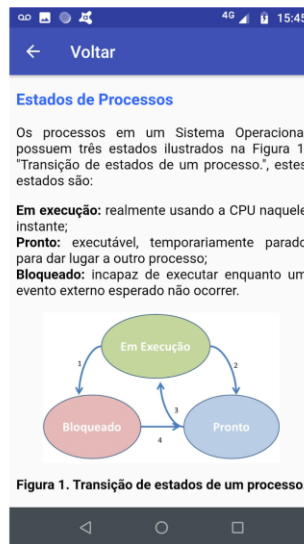 4G 15:45
Voltar
Estados de Processos
Os processos em um Sistema Operaciona
possuem três estados ilustrados na Figura 1
"Transição de estados de um processo.", estes
estados são:
Em execução: realmente usando a CPU naquele
instante;
Pronto: executável, temporariamente parado
para dar lugar a outro processo;
Bloqueado: incapaz de executar enquanto um
evento externo esperado não ocorrer.
Em Execução
1
2
3
Bloqueado
Pronto
4
Figura 1. Transição de estados de um processo.